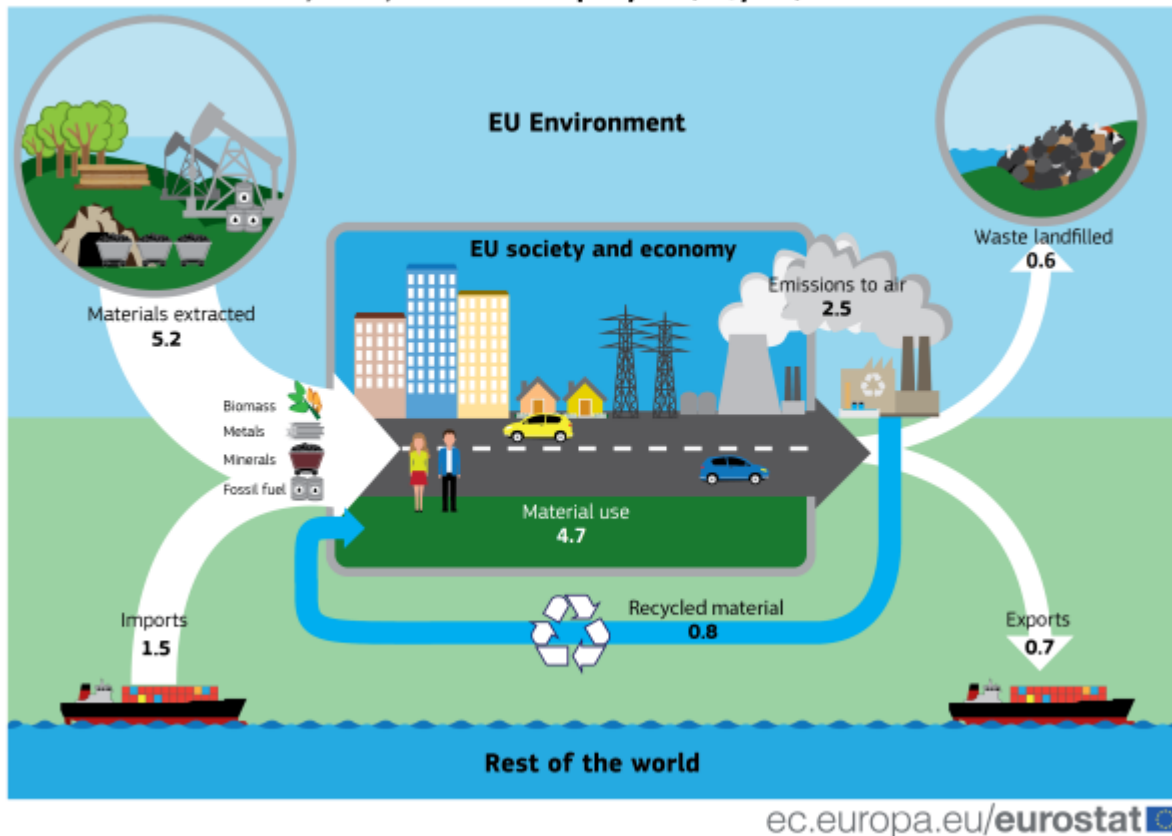 EU Environment
Materials extracted
5.2
Biomass
Metals
Minerals
Fossil fuel
EU society and economy
Emissions to air
2.5
Waste landfilled
0.6
Material use
4.7
Recycled material
0.8
Imports
1.5
Exports
0.7
Rest of the world
ec.europa.eu/eurostat